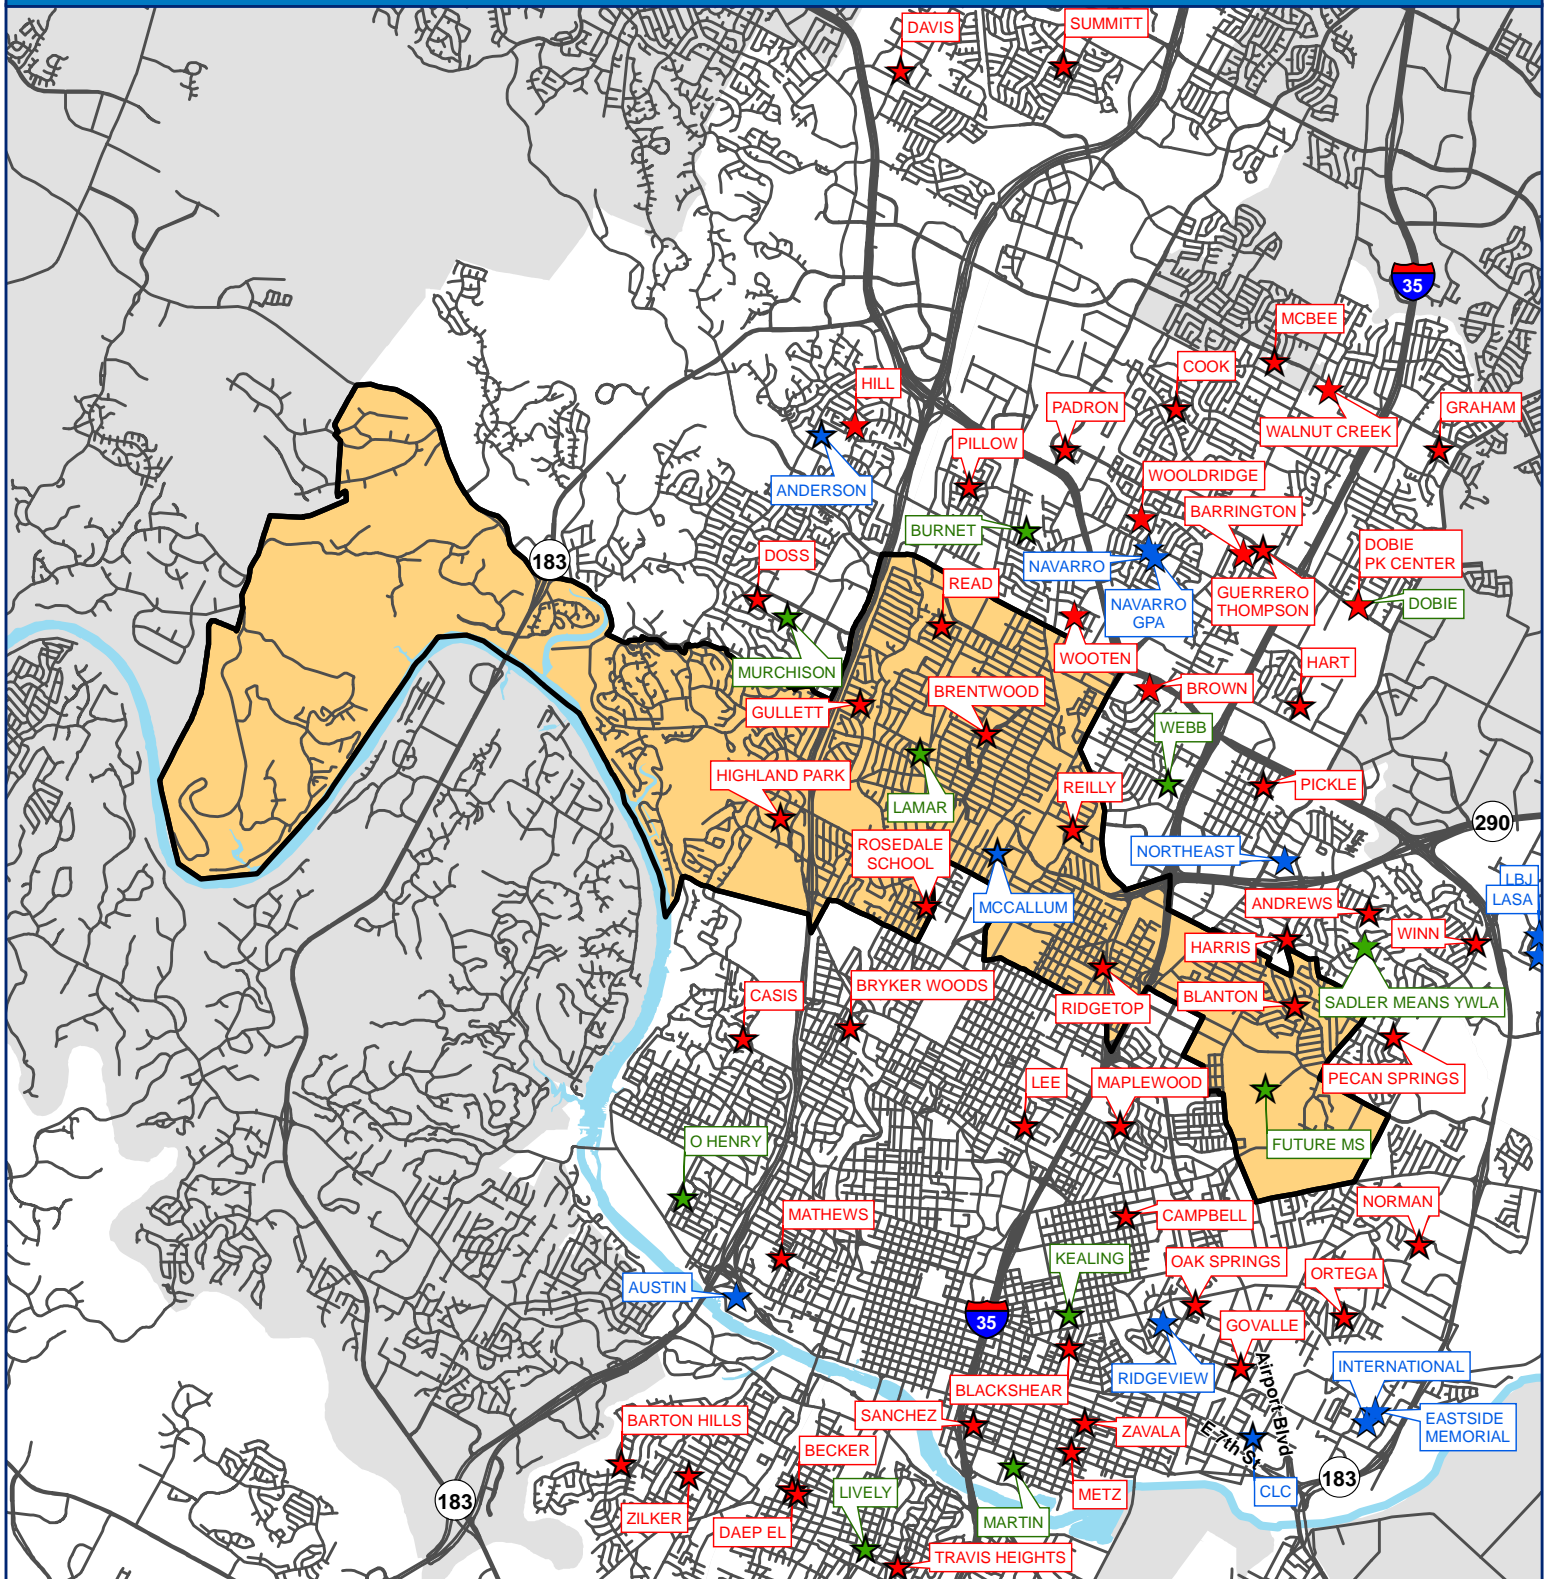 DAVIS
SUMMITT
35
MCBEE
COOK
HILL
PADRON
GRAHAM
WALNUT CREEK
PILLOW
WOOLDRIDGE
ANDERSON
BARRINGTON
BURNET
DOBIE
PK CENTER
183
DOSS
NAVARRO
READ
GUERRERO
THOMPSON
NAVARRO
GPA
DOBIE
WOOTEN
HART
MURCHISON
BRENTWOOD
BROWN
GULLETT
WEBB
HIGHLAND PARK
PICKLE
REILLY
LAMAR
290
ROSEDALE
SCHOOL
NORTHEAST
LBJ
LASA
ANDREWS
MCCALLUM
WINN
HARRIS
BRYKER WOODS
CASIS
BLANTON
SADLER MEANS YWLA
RIDGETOP
PECAN SPRINGS
LEE
MAPLEWOOD
O HENRY
FUTURE MS
NORMAN
MATHEWS
CAMPBELL
KEALING
OAK SPRINGS
ORTEGA
AUSTIN
35
GOVALLE
INTERNATIONAL
RIDGEVIEW
BLACKSHEAR
Airport Blvd
SANCHEZ
BARTON HILLS
ZAVALA
EASTSIDE
MEMORIAL
E 7th St
BECKER
183
LIVELY
METZ
CLC
183
ZILKER
DAEP EL
MARTIN
TRAVIS HEIGHTS